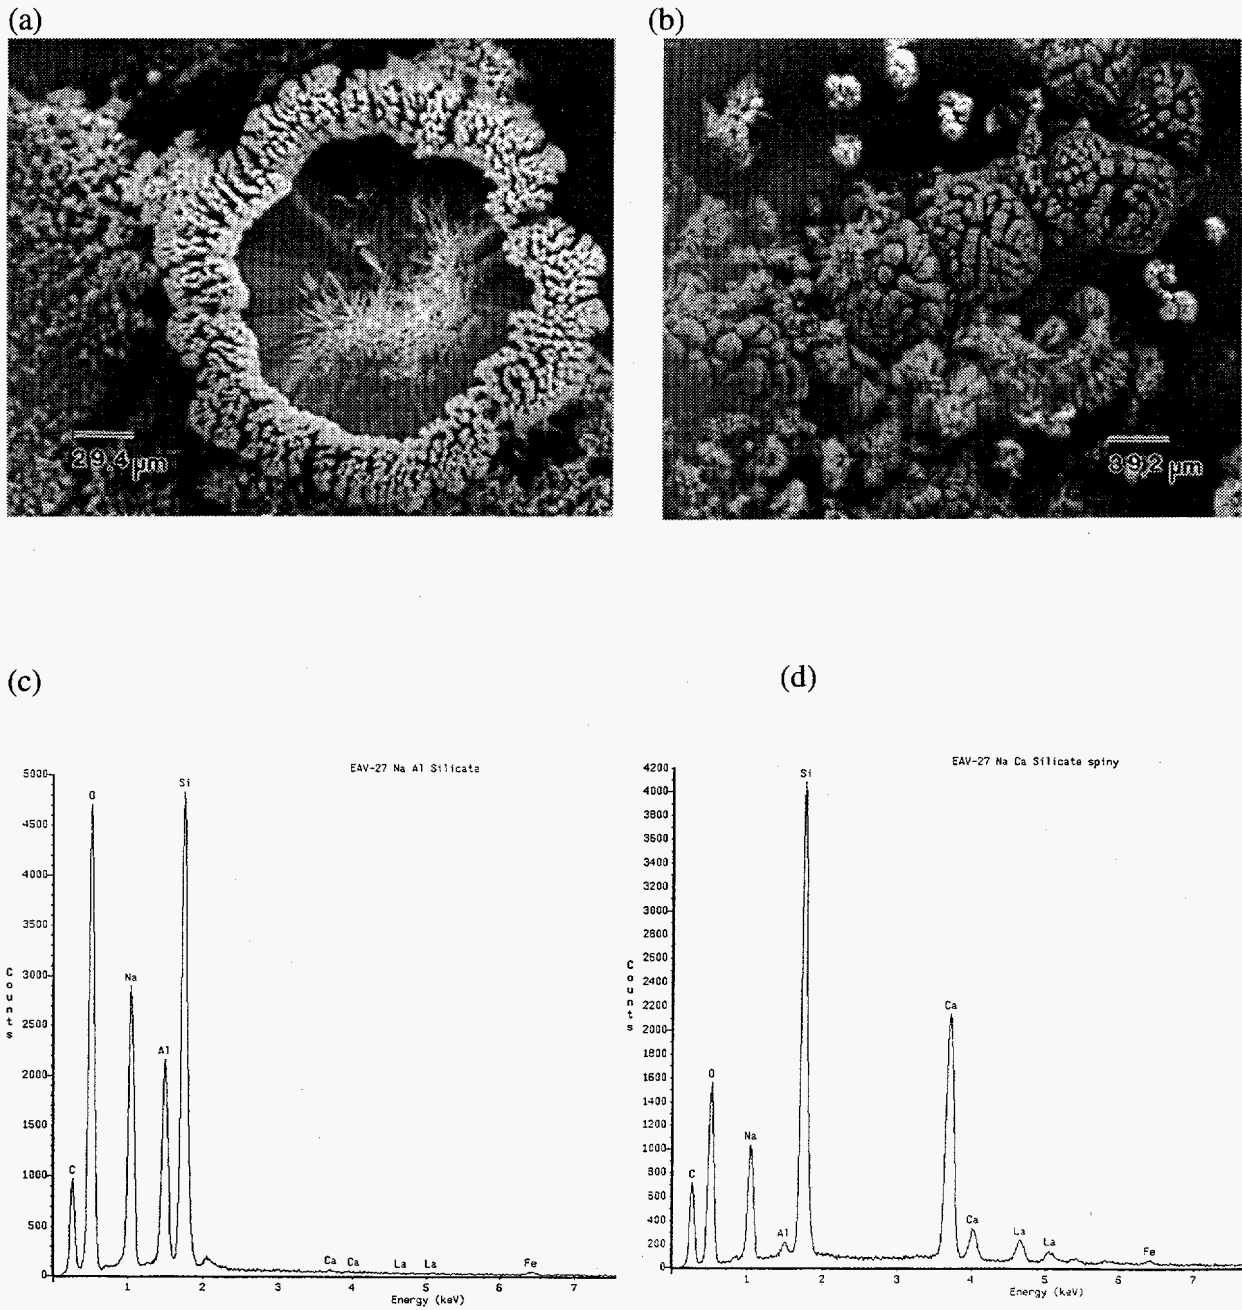 (a)
(b)
29.4 μm
39.2 μm
(c)
(d)
EAV-27 Na Al Silicate
5000
4500
4000
3500
3000
2500
2000
1500
1000
500
0
Counts
C
O
Na
Al
Si
Ca
Ca
La
La
Fe
1
2
3
4
5
6
7
Energy (keV)
EAV-27 Na Ca Silicate spiny
4200
4000
3800
3600
3400
3200
3000
2800
2600
2400
2200
2000
1800
1600
1400
1200
1000
800
600
400
200
0
Counts
C
O
Na
Al
Si
Ca
Ca
La
La
Fe
1
2
3
4
5
6
7
Energy (keV)